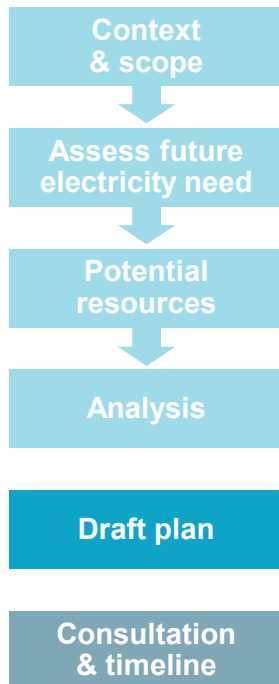 Context
& scope
Assess future
electricity need
Potential
resources
Analysis
Draft plan
Consultation
& timeline